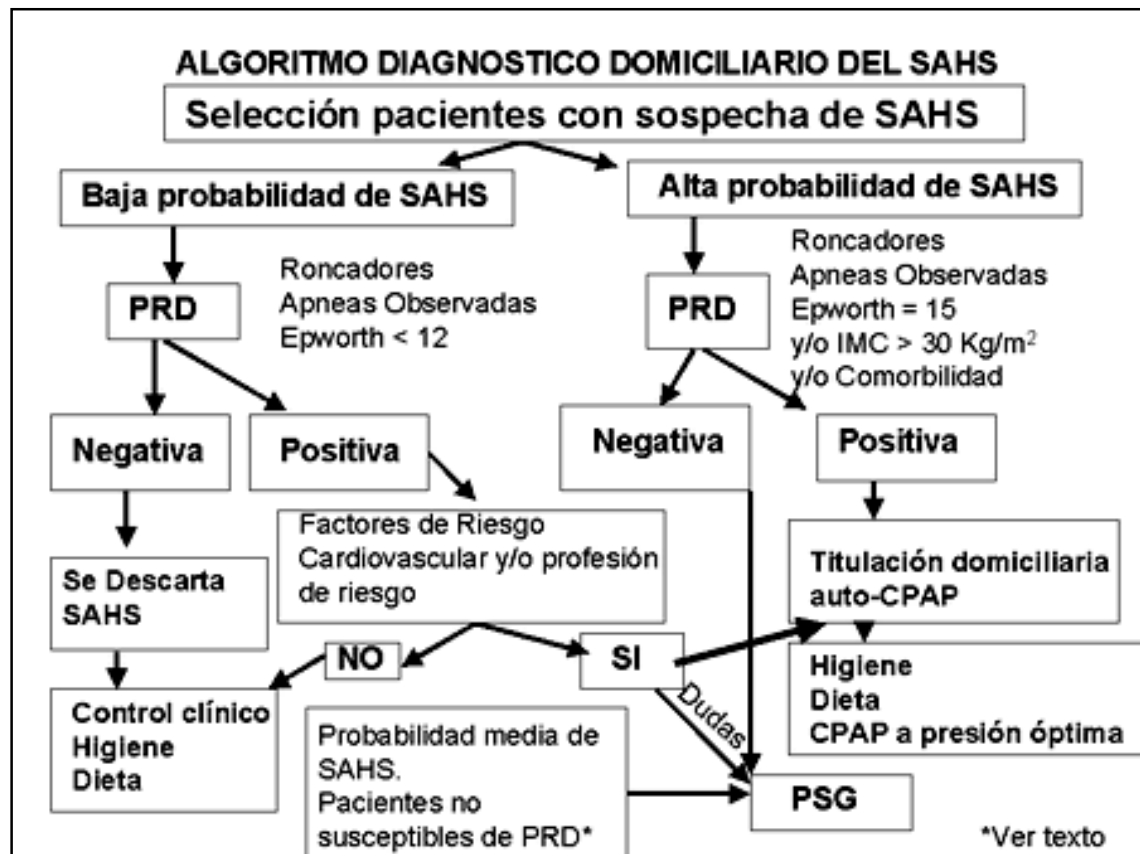 ALGORITMO DIAGNOSTICO DOMICILIARIO DEL SAHS
Selección pacientes con sospecha de SAHS
Baja probabilidad de SAHS
Alta probabilidad de SAHS
PRD
Roncadores
Apneas Observadas
Epworth < 12
PRD
Roncadores
Apneas Observadas
Epworth = 15
y/o IMC > 30 Kg/m²
y/o Comorbilidad
Negativa
Positiva
Negativa
Positiva
Se Descarta
SAHS
Factores de Riesgo
Cardiovascular y/o profesión
de riesgo
Titulación domiciliaria
auto-CPAP
NO
SI
Dudas
Higiene
Dieta
CPAP a presión óptima
Control clínico
Higiene
Dieta
Probabilidad media de
SAHS.
Pacientes no
susceptibles de PRD*
PSG
*Ver texto